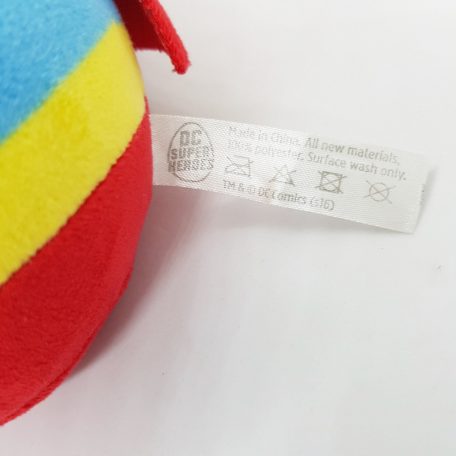 DC
SUPER
HEROES
Made in China. All new materials,
100% polyester. Surface wash only.
TM & © DC Comics (s16)